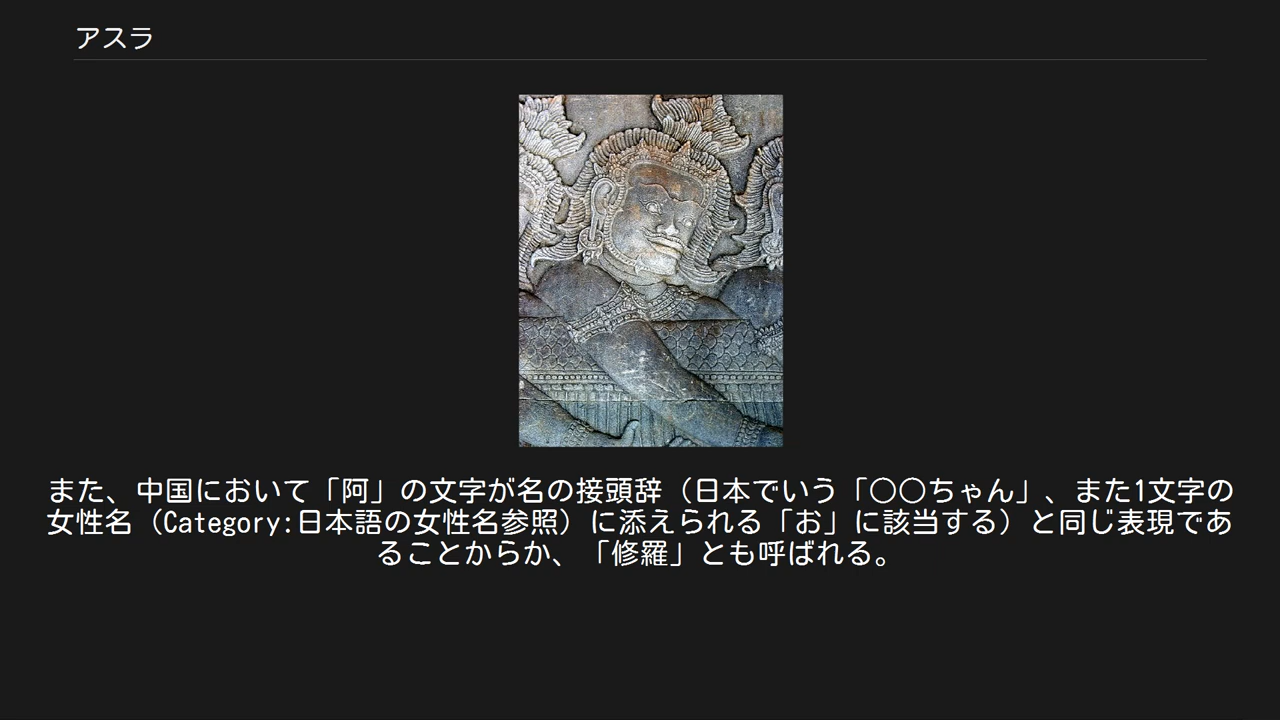 アスラ
また、中国において「阿」の文字が名の接頭辞（日本でいう「〇〇ちゃん」、また1文字の
女性名（Category:日本語の女性名参照）に添えられる「お」に該当する）と同じ表現であ
ることからか、「修羅」とも呼ばれる。